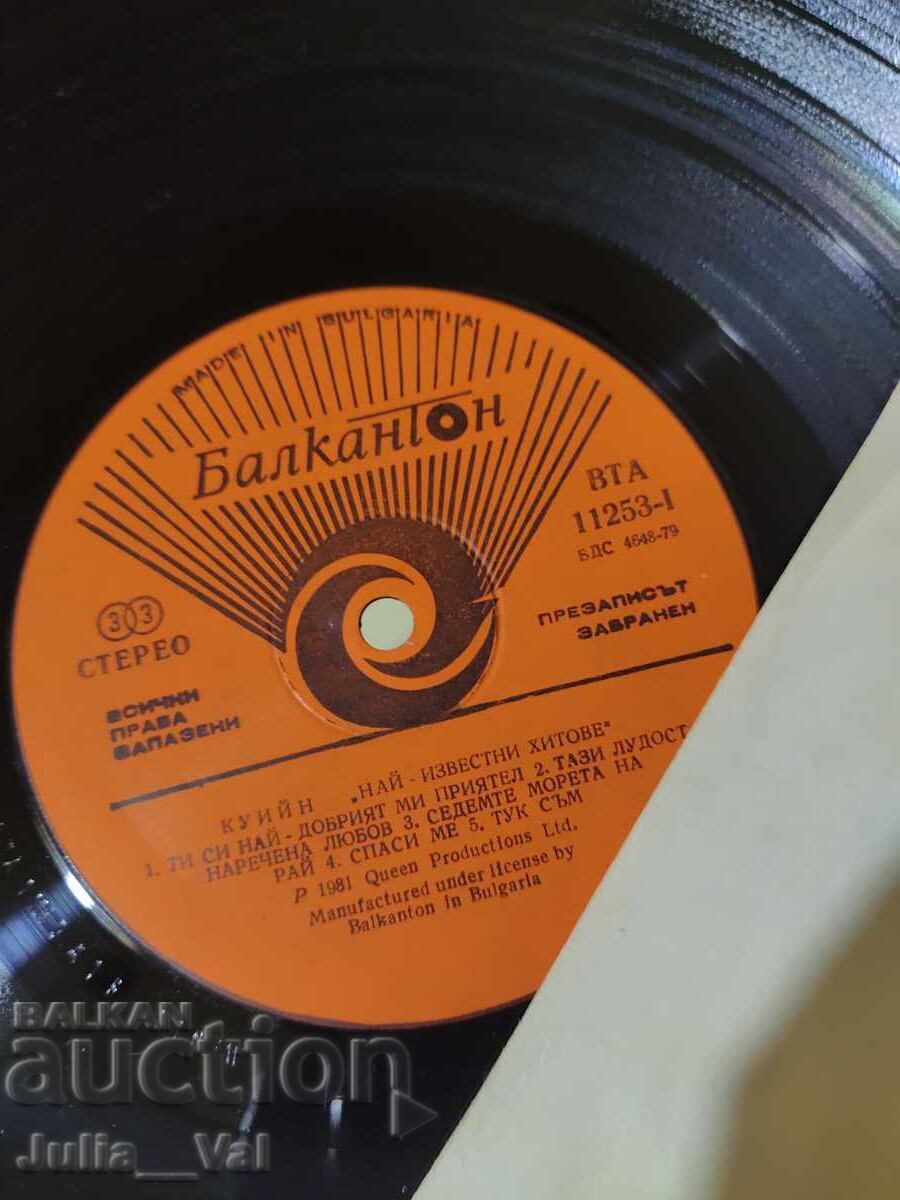 MADE IN BULGARIA
Балкантон
ВТА
11253-I
БДС 4648-79
33
СТЕРЕО
ПРЕЗАПИСЪТ
ЗАБРАНЕН
ВСИЧКИ
ПРАВА
ЗАПАЗЕНИ
КУИЙН „НАЙ - ИЗВЕСТНИ ХИТОВЕ"
1. ТИ СИ НАЙ - ДОБРИЯТ МИ ПРИЯТЕЛ 2. ТАЗИ ЛУДОСТ
НАРЕЧЕНА ЛЮБОВ 3. СЕДЕМТЕ МОРЕТА НА
РАЙ 4. СПАСИ МЕ 5. ТУК СЪМ
P 1981 Queen Productions Ltd.
Manufactured under license by
Balkanton in Bulgaria
BALKAN
auction
Julia__Val